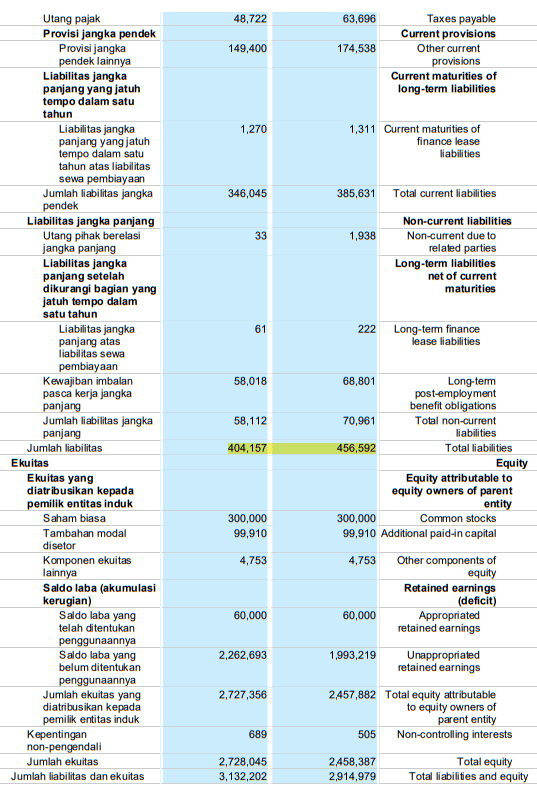 Utang pajak 48,722 63,696 Taxes payable
Provisi jangka pendek Current provisions
Provisi jangka 149,400 174,538 Other current
pendek lainnya provisions
Liabilitas jangka Current maturities of
panjang yang jatuh long-term liabilities
tempo dalam satu
tahun
Liabilitas jangka 1,270 1,311 Current maturities of
panjang yang jatuh finance lease
tempo dalam satu liabilities
tahun atas liabilitas
sewa pembiayaan
Jumlah liabilitas jangka 346,045 385,631 Total current liabilities
pendek
Liabilitas jangka panjang Non-current liabilities
Utang pihak berelasi 33 1,938 Non-current due to
jangka panjang related parties
Liabilitas jangka Long-term liabilities
panjang setelah net of current
dikurangi bagian yang maturities
jatuh tempo dalam
satu tahun
Liabilitas jangka 61 222 Long-term finance
panjang atas lease liabilities
liabilitas sewa
pembiayaan
Kewajiban imbalan 58,018 68,801 Long-term
pasca kerja jangka post-employment
panjang benefit obligations
Jumlah liabilitas jangka 58,112 70,961 Total non-current
panjang liabilities
Jumlah liabilitas 404,157 456,592 Total liabilities
Ekuitas Equity
Ekuitas yang Equity attributable to
diatribusikan kepada equity owners of parent
pemilik entitas induk entity
Saham biasa 300,000 300,000 Common stocks
Tambahan modal 99,910 99,910 Additional paid-in capital
disetor
Komponen ekuitas 4,753 4,753 Other components of
lainnya equity
Saldo laba (akumulasi Retained earnings
kerugian) (deficit)
Saldo laba yang 60,000 60,000 Appropriated
telah ditentukan retained earnings
penggunaannya
Saldo laba yang 2,262,693 1,993,219 Unappropriated
belum ditentukan retained earnings
penggunaannya
Jumlah ekuitas yang 2,727,356 2,457,882 Total equity attributable
diatribusikan kepada to equity owners of
pemilik entitas induk parent entity
Kepentingan 689 505 Non-controlling interests
non-pengendali
Jumlah ekuitas 2,728,045 2,458,387 Total equity
Jumlah liabilitas dan ekuitas 3,132,202 2,914,979 Total liabilities and equity